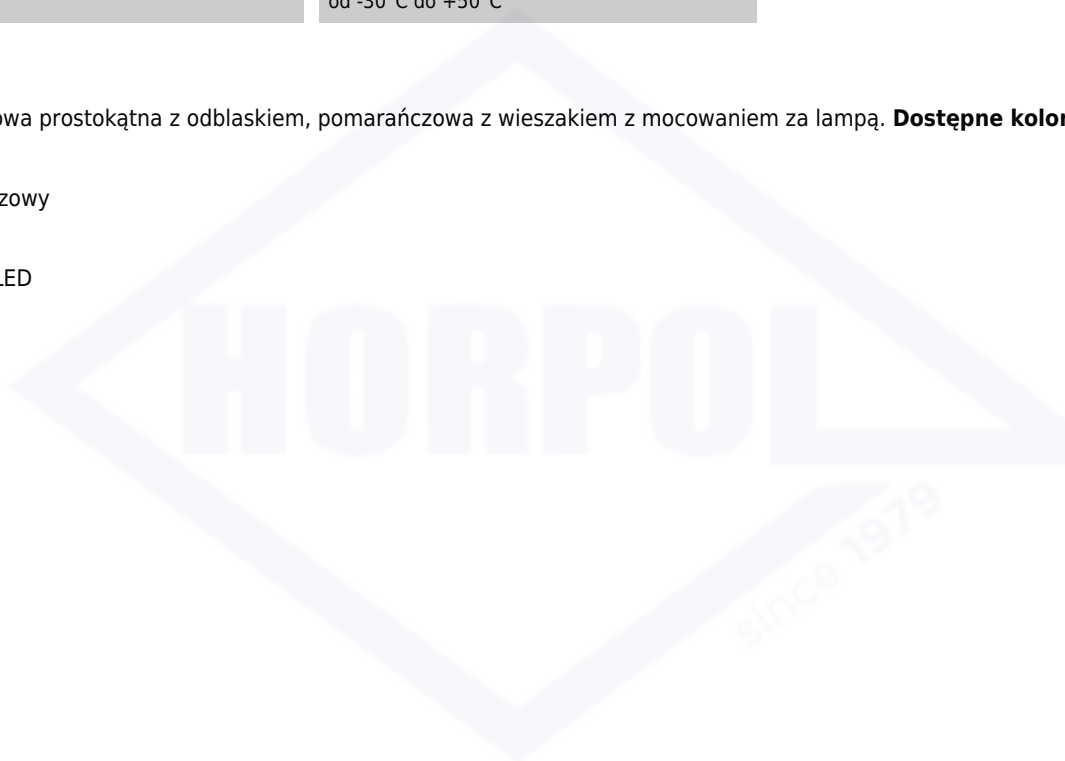 od -30°C do +50°C
owa prostokątna z odblaskiem, pomarańczowa z wieszakiem z mocowaniem za lampą. Dostępne kolor
zowy
LED
HORPOL
since 1979